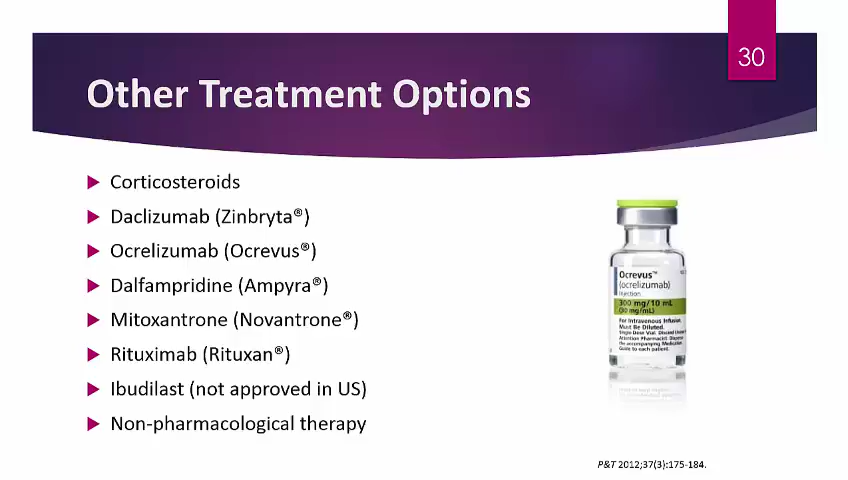 30
Other Treatment Options
Corticosteroids
Daclizumab (Zinbryta®)
Ocrelizumab (Ocrevus®)
Dalfampridine (Ampyra®)
Mitoxantrone (Novantrone®)
Rituximab (Rituxan®)
Ibudilast (not approved in US)
Non-pharmacological therapy
Ocrevus™
(ocrelizumab)
Injection
300 mg/10 mL
(30 mg/mL)
For Intravenous Infusion
Must Be Diluted.
Single Dose Vial. Discard
Attention Pharmacist: Dispense
the accompanying Medication
Guide to each patient.
P&T 2012;37(3):175-184.